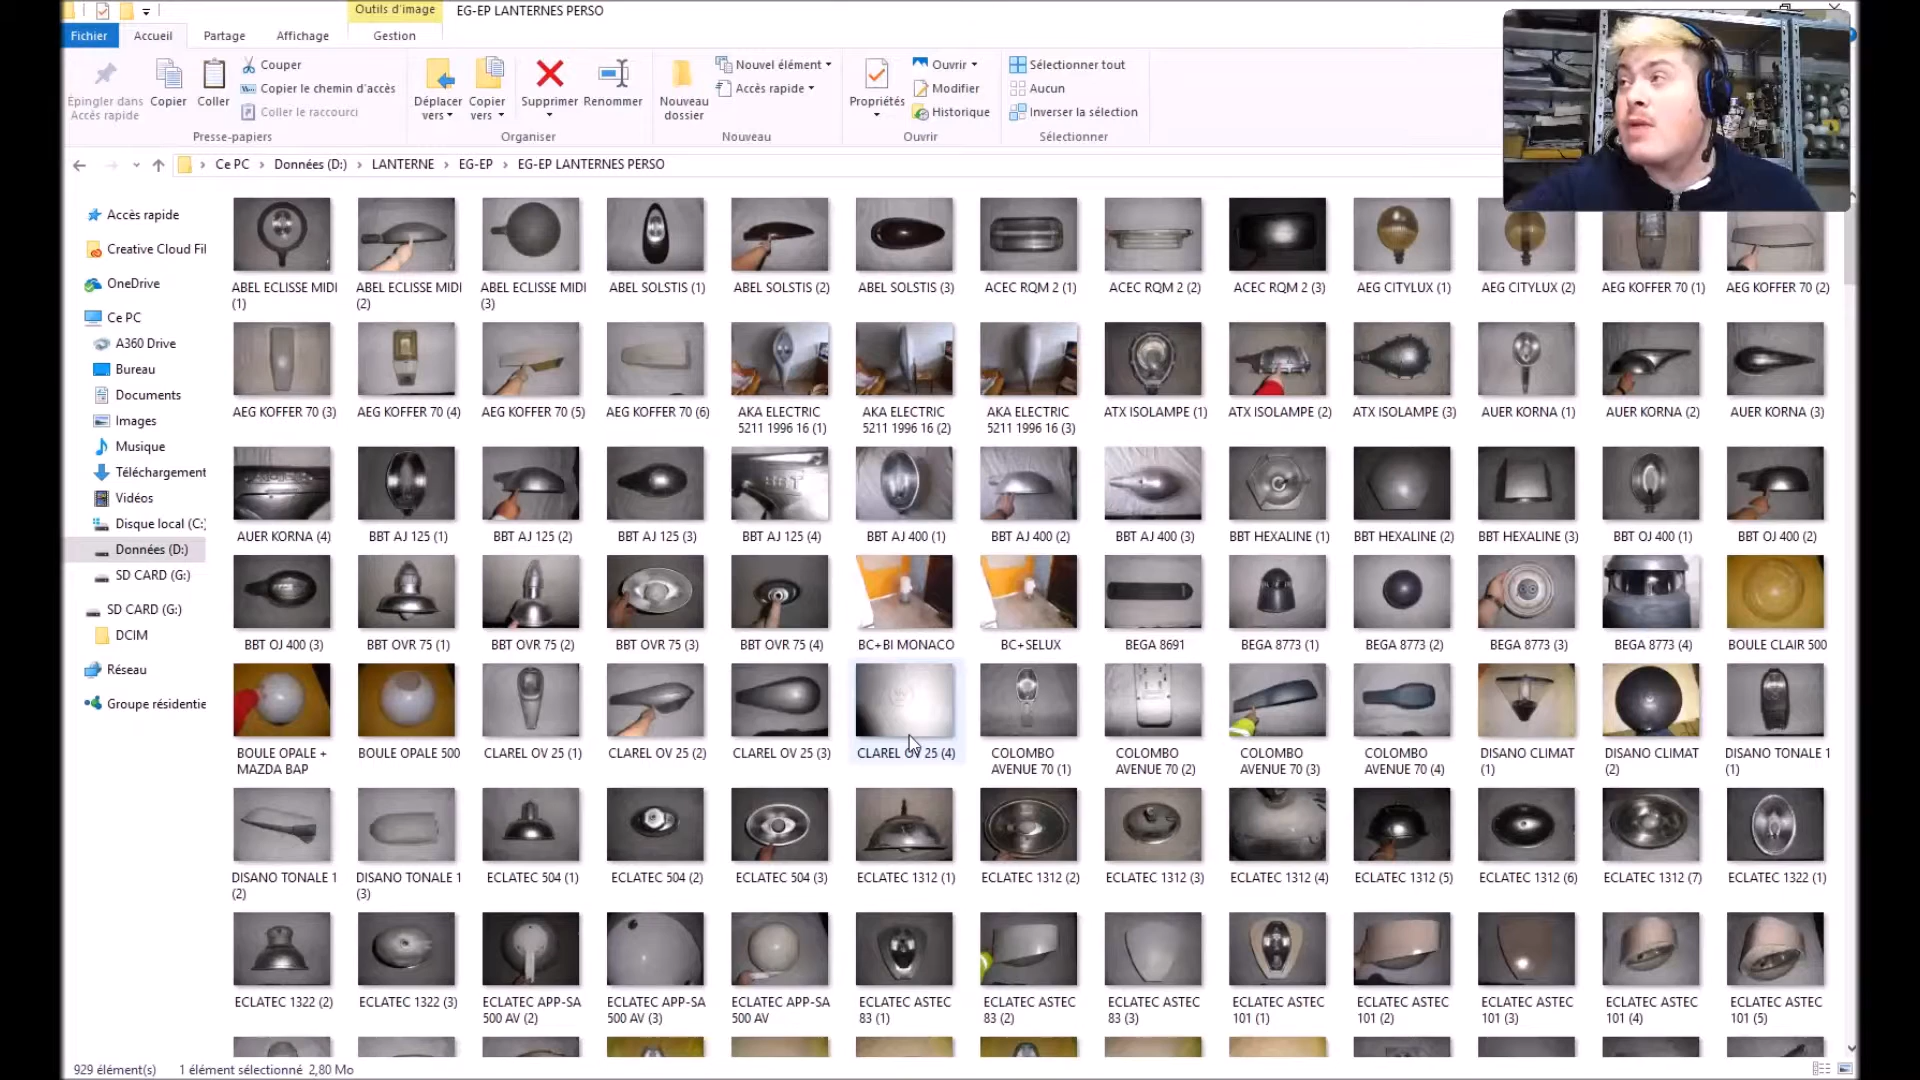 Outils d'image
EG-EP LANTERNES PERSO
Fichier
Accueil
Partage
Affichage
Gestion
Épingler dans
Accès rapide
Copier
Coller
Couper
Copier le chemin d'accès
Coller le raccourci
Presse-papiers
Déplacer
vers
Copier
vers
Supprimer
Renommer
Organiser
Nouveau
dossier
Nouvel élément
Accès rapide
Nouveau
Propriétés
Ouvrir
Modifier
Historique
Ouvrir
Sélectionner tout
Aucun
Inverser la sélection
Sélectionner
Ce PC > Données (D:) > LANTERNE > EG-EP > EG-EP LANTERNES PERSO
Accès rapide
Creative Cloud Fil
OneDrive
Ce PC
A360 Drive
Bureau
Documents
Images
Musique
Téléchargement
Vidéos
Disque local (C:)
Données (D:)
SD CARD (G:)
SD CARD (G:)
DCIM
Réseau
Groupe résidentie
ABEL ECLISSE MIDI
(1)
ABEL ECLISSE MIDI
(2)
ABEL ECLISSE MIDI
(3)
ABEL SOLSTIS (1)
ABEL SOLSTIS (2)
ABEL SOLSTIS (3)
ACEC RQM 2 (1)
ACEC RQM 2 (2)
ACEC RQM 2 (3)
AEG CITYLUX (1)
AEG CITYLUX (2)
AEG KOFFER 70 (1)
AEG KOFFER 70 (2)
AEG KOFFER 70 (3)
AEG KOFFER 70 (4)
AEG KOFFER 70 (5)
AEG KOFFER 70 (6)
AKA ELECTRIC
5211 1996 16 (1)
AKA ELECTRIC
5211 1996 16 (2)
AKA ELECTRIC
5211 1996 16 (3)
ATX ISOLAMPE (1)
ATX ISOLAMPE (2)
ATX ISOLAMPE (3)
AUER KORNA (1)
AUER KORNA (2)
AUER KORNA (3)
AUER KORNA (4)
BBT AJ 125 (1)
BBT AJ 125 (2)
BBT AJ 125 (3)
BBT AJ 125 (4)
BBT AJ 400 (1)
BBT AJ 400 (2)
BBT AJ 400 (3)
BBT HEXALINE (1)
BBT HEXALINE (2)
BBT HEXALINE (3)
BBT OJ 400 (1)
BBT OJ 400 (2)
BBT OJ 400 (3)
BBT OVR 75 (1)
BBT OVR 75 (2)
BBT OVR 75 (3)
BBT OVR 75 (4)
BC+BI MONACO
BC+SELUX
BEGA 8691
BEGA 8773 (1)
BEGA 8773 (2)
BEGA 8773 (3)
BEGA 8773 (4)
BOULE CLAIR 500
BOULE OPALE +
MAZDA BAP
BOULE OPALE 500
CLAREL OV 25 (1)
CLAREL OV 25 (2)
CLAREL OV 25 (3)
CLAREL OV 25 (4)
COLOMBO
AVENUE 70 (1)
COLOMBO
AVENUE 70 (2)
COLOMBO
AVENUE 70 (3)
COLOMBO
AVENUE 70 (4)
DISANO CLIMAT
(1)
DISANO CLIMAT
(2)
DISANO TONALE 1
(1)
DISANO TONALE 1
(2)
DISANO TONALE 1
(3)
ECLATEC 504 (1)
ECLATEC 504 (2)
ECLATEC 504 (3)
ECLATEC 1312 (1)
ECLATEC 1312 (2)
ECLATEC 1312 (3)
ECLATEC 1312 (4)
ECLATEC 1312 (5)
ECLATEC 1312 (6)
ECLATEC 1312 (7)
ECLATEC 1322 (1)
ECLATEC 1322 (2)
ECLATEC 1322 (3)
ECLATEC APP-SA
500 AV (2)
ECLATEC APP-SA
500 AV (3)
ECLATEC APP-SA
500 AV
ECLATEC ASTEC
83 (1)
ECLATEC ASTEC
83 (2)
ECLATEC ASTEC
83 (3)
ECLATEC ASTEC
101 (1)
ECLATEC ASTEC
101 (2)
ECLATEC ASTEC
101 (3)
ECLATEC ASTEC
101 (4)
ECLATEC ASTEC
101 (5)
929 élément(s)
1 élément sélectionné 2,80 Mo